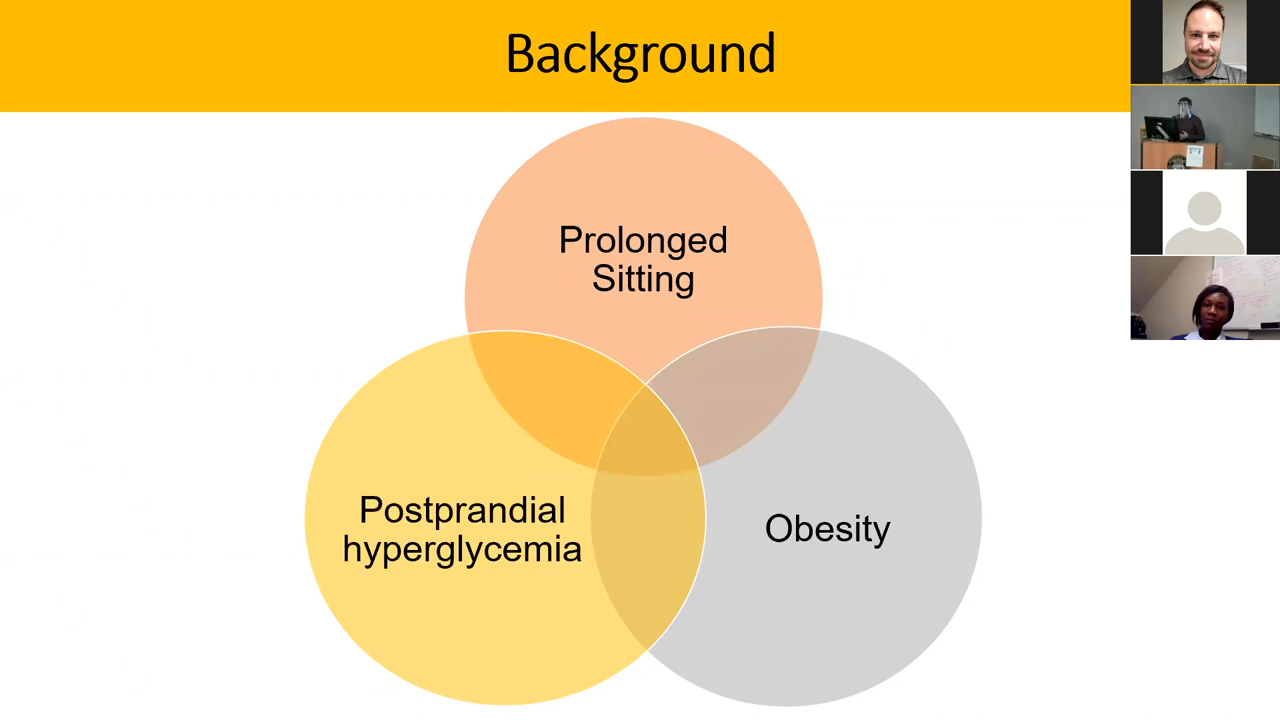 Background
Prolonged
Sitting
Postprandial
hyperglycemia
Obesity